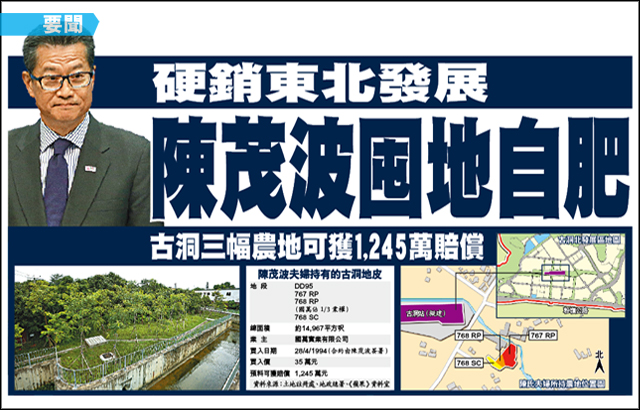 要聞
硬銷東北發展
陳茂波囤地自肥
古洞三幅農地可獲1,245萬賠償
陳茂波夫婦持有的古洞地皮
地段 DD95
767 RP
768 RP
(國萬佔 1/3 業權)
768 SC
總面積 約14,967平方呎
業主 國萬實業有限公司
買入日期 28/4/1994(合約由陳茂波簽署)
買入價 35 萬元
預料可獲賠償 1,245 萬元
資料來源:土地註冊處、地政總署、《蘋果》資料室
古洞北發展區地圖
古洞站(擬建)
768 RP
767 RP
768 SC
北
陳氏夫婦所持農地位置圖